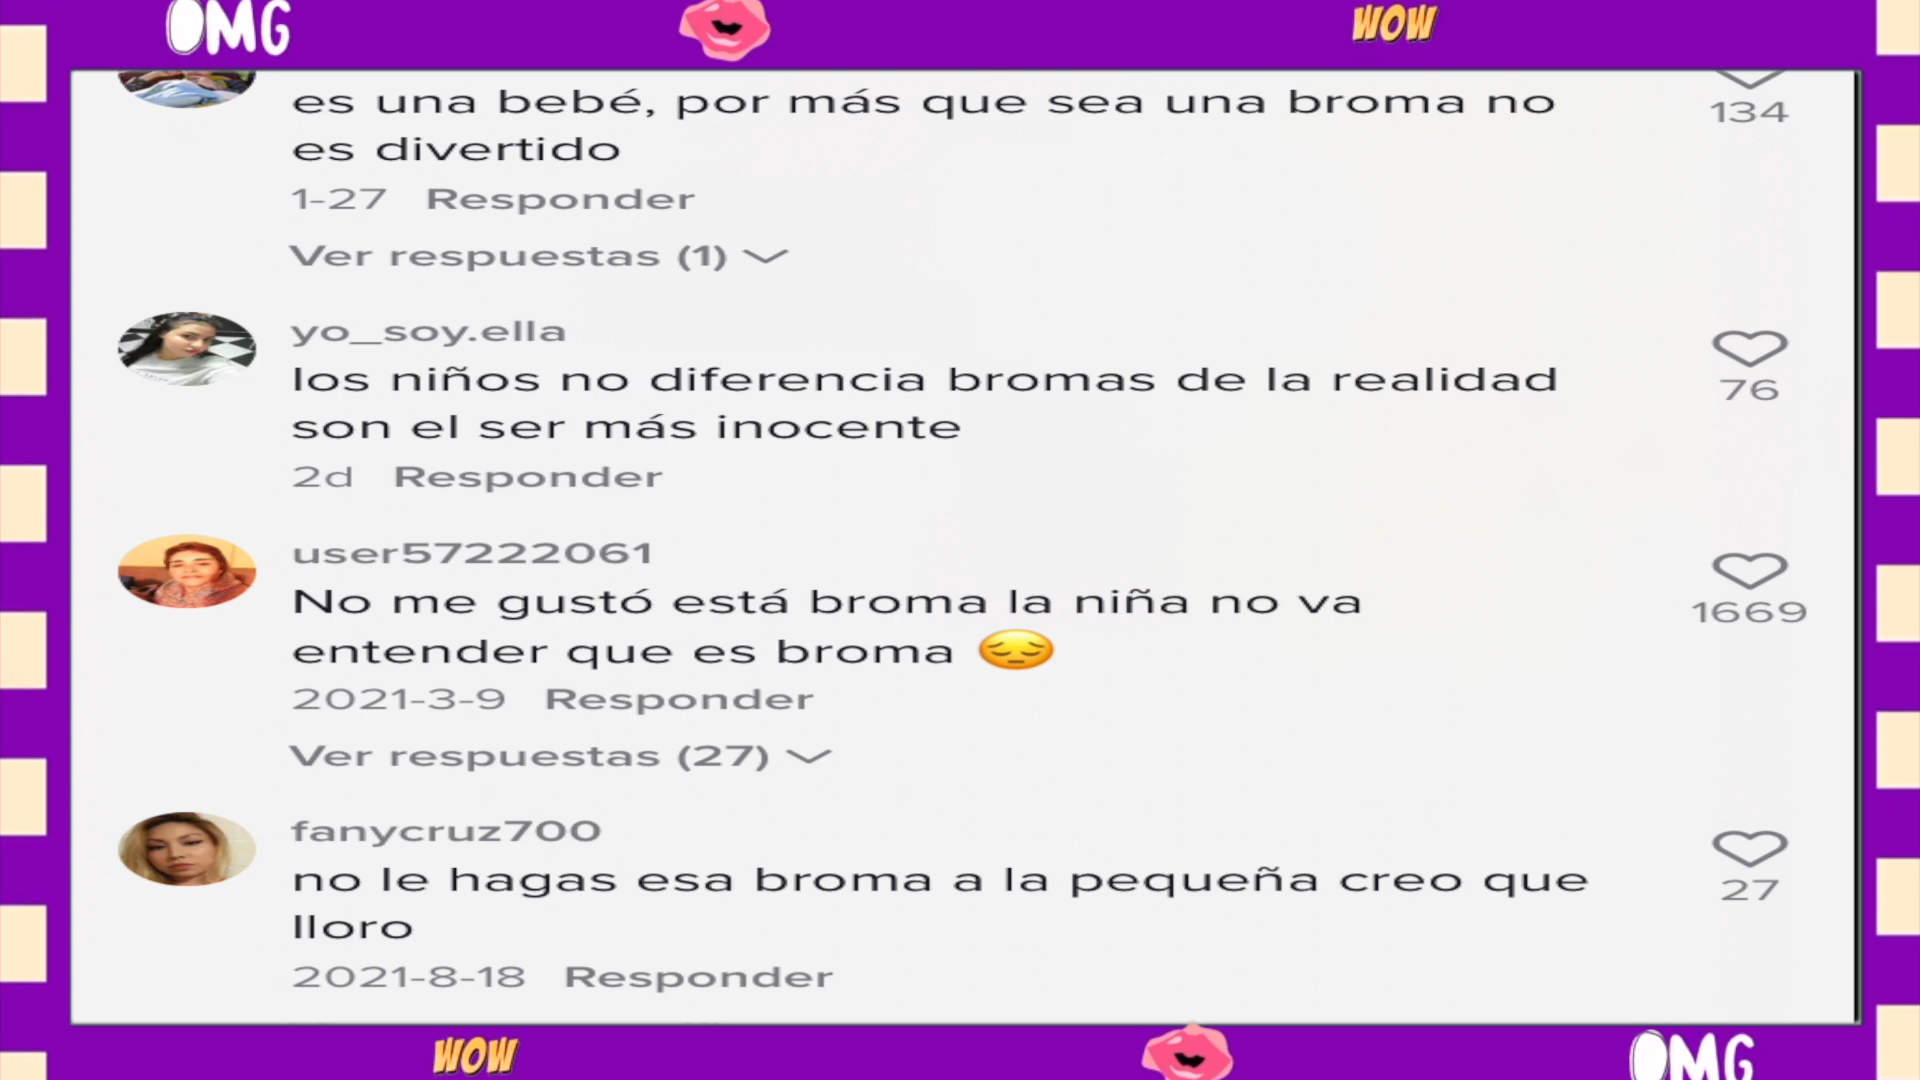 OMG
WOW
es una bebé, por más que sea una broma no
134
es divertido
1-27 Responder
Ver respuestas (1)
yo_soy.ella
los niños no diferencia bromas de la realidad
76
son el ser más inocente
2d Responder
user57222061
No me gustó está broma la niña no va
1669
entender que es broma 😔
2021-3-9 Responder
Ver respuestas (27)
fanycruz700
no le hagas esa broma a la pequeña creo que
27
lloro
2021-8-18 Responder
WOW
OMG